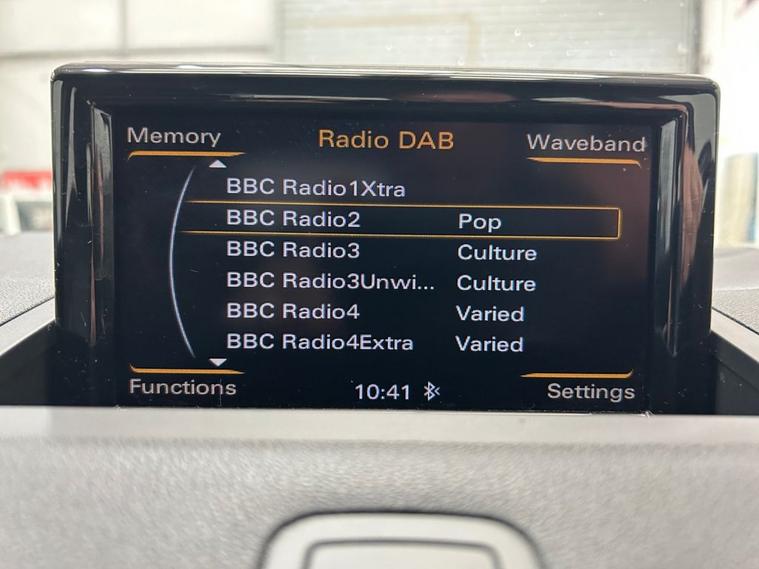 Memory Radio DAB Waveband
BBC Radio1Xtra
BBC Radio2 Pop
BBC Radio3 Culture
BBC Radio3Unwi... Culture
BBC Radio4 Varied
BBC Radio4Extra Varied
Functions 10:41 Settings